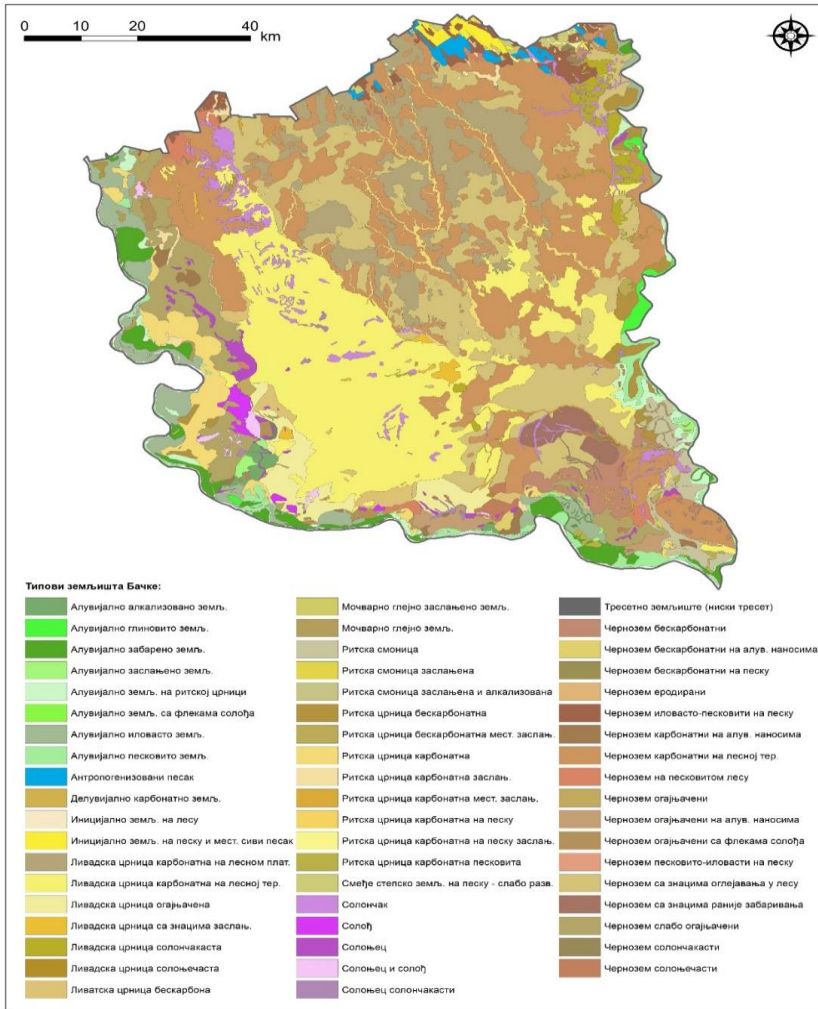 0 10 20 40
km
Типови земљишта Бачке:
Алувијално алкализовано земљ.
Алувијално глиновито земљ.
Алувијално забарено земљ.
Алувијално заслањено земљ.
Алувијално земљ. на ритској црници
Алувијално земљ. са флекама солођа
Алувијално иловасто земљ.
Алувијално песковито земљ.
Антропогенизовани песак
Делувијално карбонатно земљ.
Иницијално земљ. на лесу
Иницијално земљ. на песку и мест. сиви песак
Ливадска црница карбонатна на лесном плат.
Ливадска црница карбонатна на лесној тер.
Ливадска црница огајњачена
Ливадска црница са знацима заслањ.
Ливадска црница солончакаста
Ливадска црница солоњечаста
Ливатска црница бескарбона
Мочварно глејно заслањено земљ.
Мочварно глејно земљ.
Ритска смоница
Ритска смоница заслањена
Ритска смоница заслањена и алкализована
Ритска црница бескарбонатна
Ритска црница бескарбонатна мест. заслањ.
Ритска црница карбонатна
Ритска црница карбонатна заслањ.
Ритска црница карбонатна мест. заслањ.
Ритска црница карбонатна на песку
Ритска црница карбонатна на песку заслањ.
Ритска црница карбонатна песковита
Смеђе степско земљ. на песку - слабо разв.
Солончак
Солођ
Солоњец
Солоњец и солођ
Солоњец солончакасти
Тресетно земљиште (ниски тресет)
Чернозем бескарбонатни
Чернозем бескарбонатни на алув. наносима
Чернозем бескарбонатни на песку
Чернозем еродирани
Чернозем иловасто-песковити на песку
Чернозем карбонатни на алув. наносима
Чернозем карбонатни на лесној тер.
Чернозем на песковитом лесу
Чернозем огајњачени
Чернозем огајњачени на алув. наносима
Чернозем огајњачени са флекама солођа
Чернозем песковито-иловасти на песку
Чернозем са знацима оглејавања у лесу
Чернозем са знацима раније забаривања
Чернозем слабо огајњачени
Чернозем солончакасти
Чернозем солоњечасти